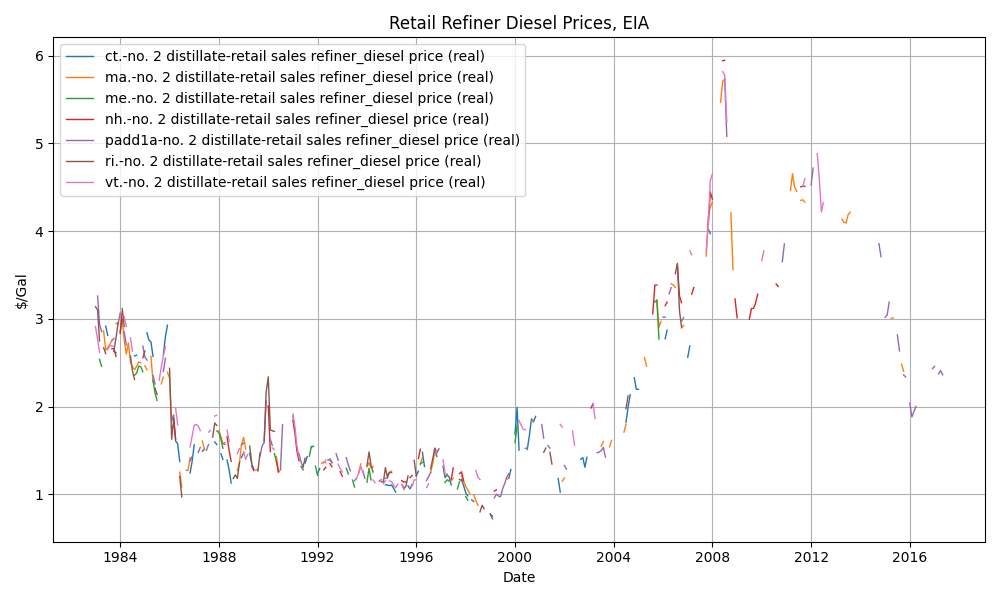 Retail Refiner Diesel Prices, EIA
ct.-no. 2 distillate-retail sales refiner_diesel price (real)
ma.-no. 2 distillate-retail sales refiner_diesel price (real)
me.-no. 2 distillate-retail sales refiner_diesel price (real)
nh.-no. 2 distillate-retail sales refiner_diesel price (real)
padd1a-no. 2 distillate-retail sales refiner_diesel price (real)
ri.-no. 2 distillate-retail sales refiner_diesel price (real)
vt.-no. 2 distillate-retail sales refiner_diesel price (real)
6
5
4
3
2
1
$/Gal
1984 1988 1992 1996 2000 2004 2008 2012 2016
Date